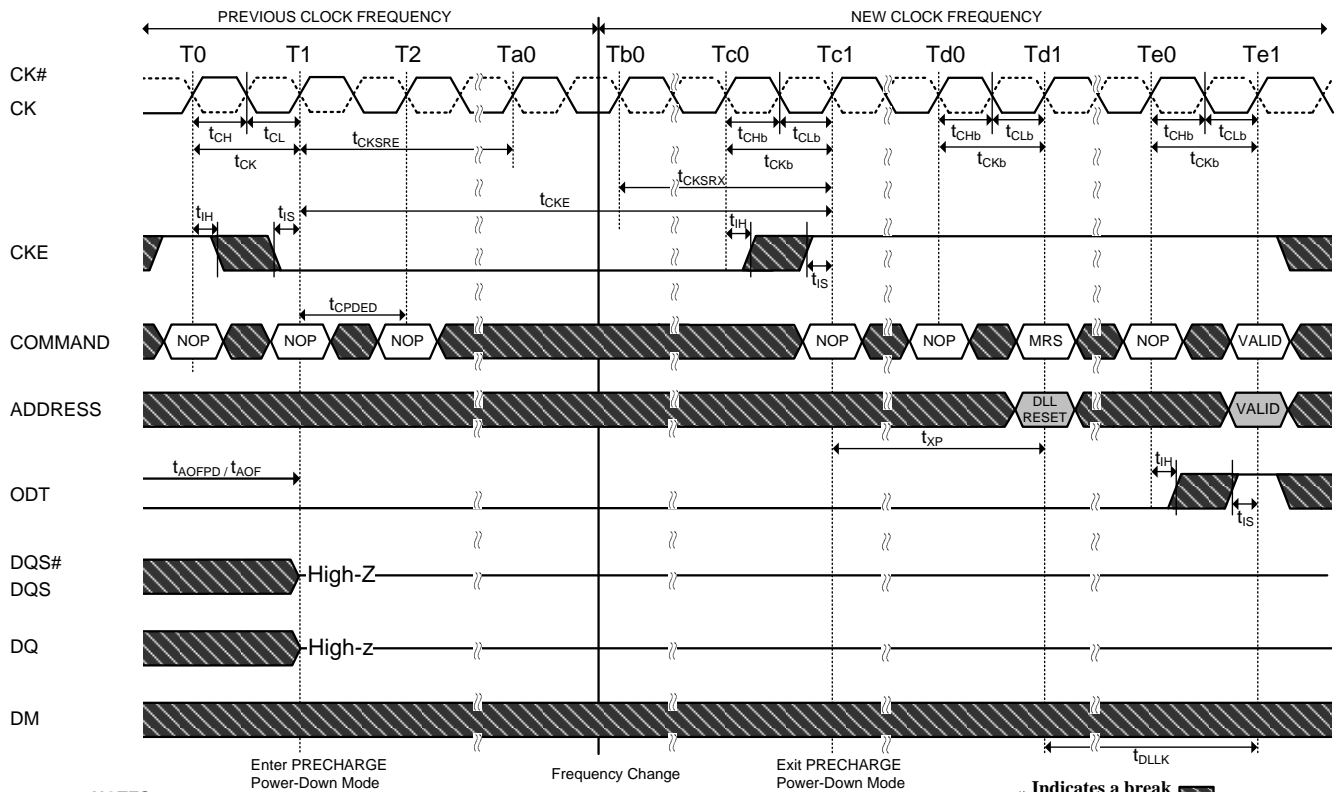 PREVIOUS CLOCK FREQUENCY NEW CLOCK FREQUENCY
T0 T1 T2 Ta0 Tb0 Tc0 Tc1 Td0 Td1 Te0 Te1
CK#
CK
tCH tCL tCHb tCLb tCHb tCLb tCHb tCLb
tCK tCKSRE tCKb tCKb tCKb
tCKSRX
tCKE
tIH tIS tIH
CKE
tIS
tCPDED
COMMAND NOP NOP NOP NOP NOP MRS NOP VALID
ADDRESS DLL RESET VALID
tXP
tAOFPD / tAOF tIH
ODT
tIS
DQS#
DQS High-Z
DQ High-z
DM
tDLLK
Enter PRECHARGE
Power-Down Mode
Frequency Change
Exit PRECHARGE
Power-Down Mode
Indicates a break